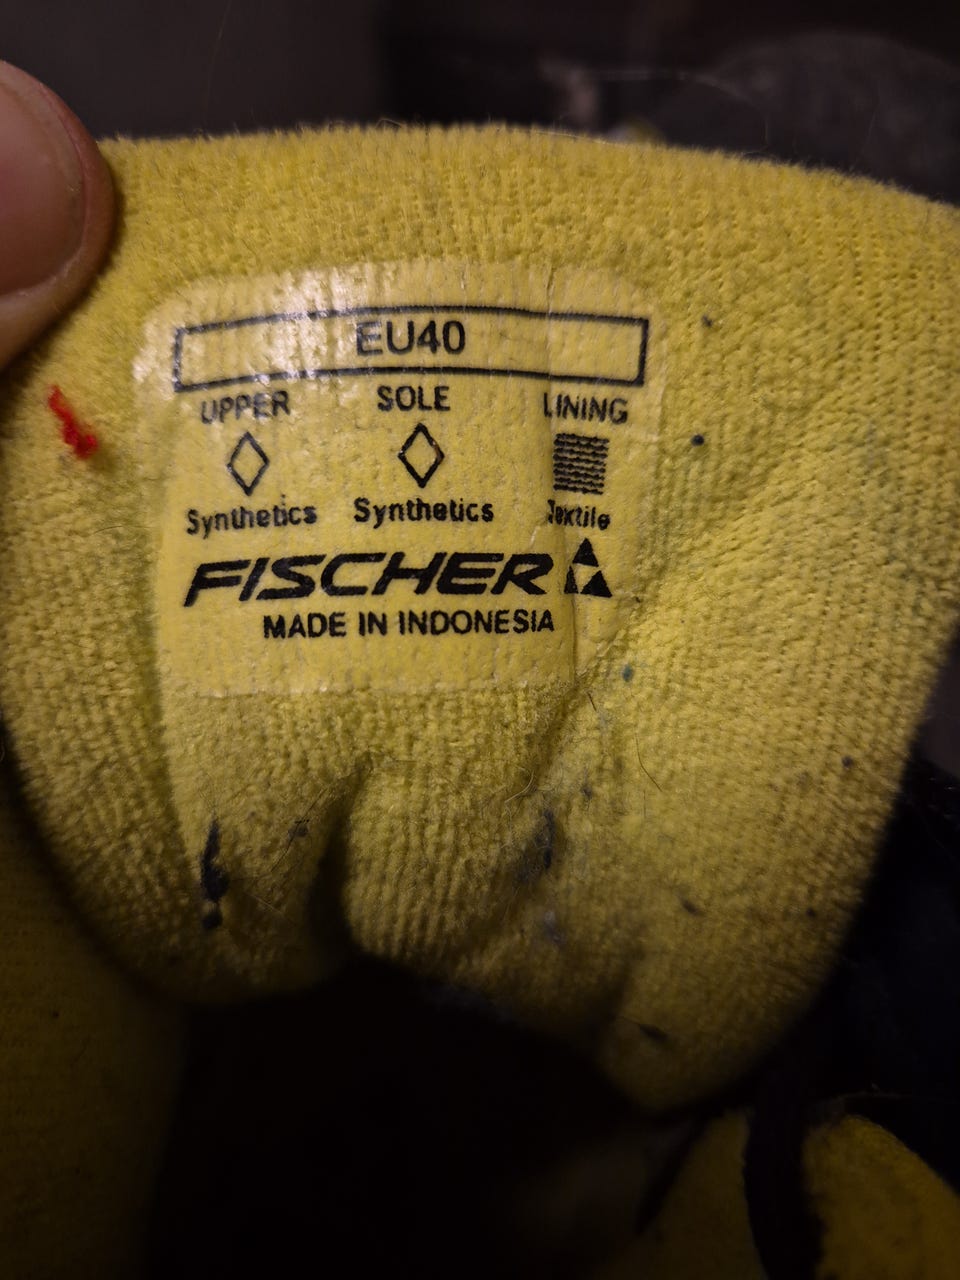 EU40
UPPER SOLE LINING
Synthetics Synthetics Textile
FISCHER
MADE IN INDONESIA